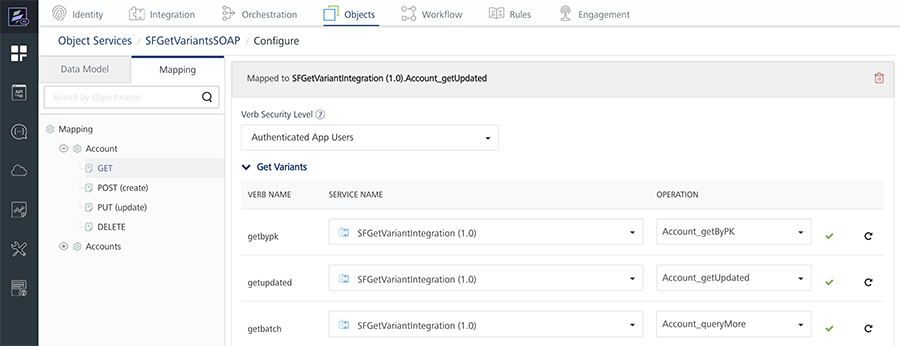 Identity
Integration
Orchestration
Objects
Workflow
Rules
Engagement
Object Services / SFGetVariantsSOAP / Configure
Data Model
Mapping
Search by Object name
Mapping
Account
GET
POST (create)
PUT (update)
DELETE
Accounts
Mapped to SFGetVariantIntegration (1.0).Account_getUpdated
Verb Security Level ?
Authenticated App Users
Get Variants
VERB NAME SERVICE NAME OPERATION
getbypk SFGetVariantIntegration (1.0) Account_getByPK
getupdated SFGetVariantIntegration (1.0) Account_getUpdated
getbatch SFGetVariantIntegration (1.0) Account_queryMore